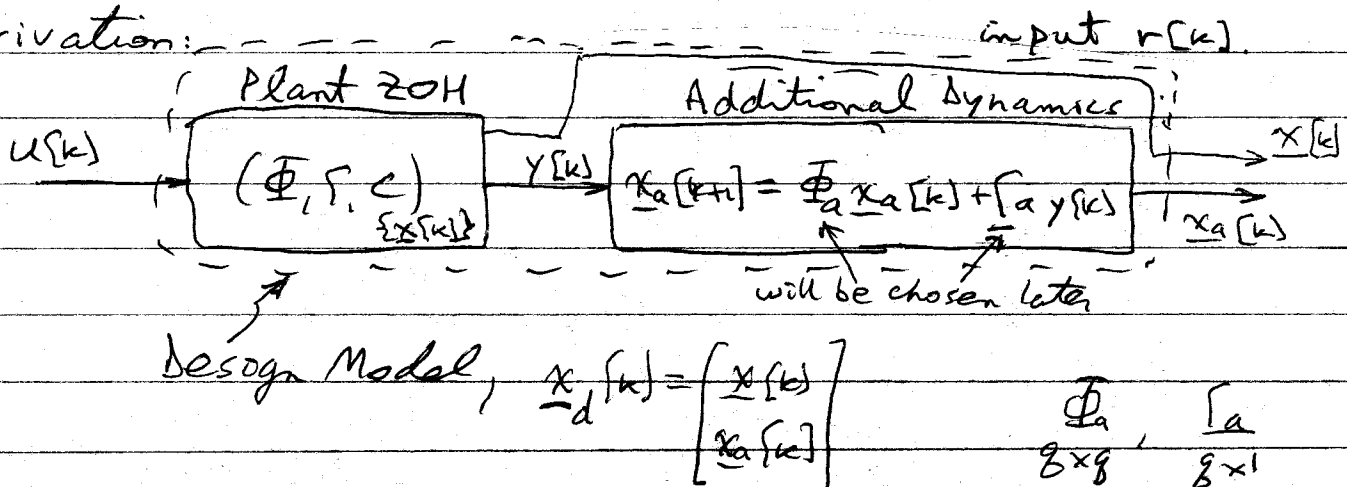 rivation: input r[k].
Plant ZOH Additional Dynamics
u[k] (Φ, Γ, C) {x[k]} y[k] x_a[k+1] = Φ_a x_a[k] + Γ_a y[k] x[k]
x_a[k]
will be chosen later
Desogn Model, x_d[k] = [x[k]
x_a[k]] Φ_a, Γ_a
q×q q×1